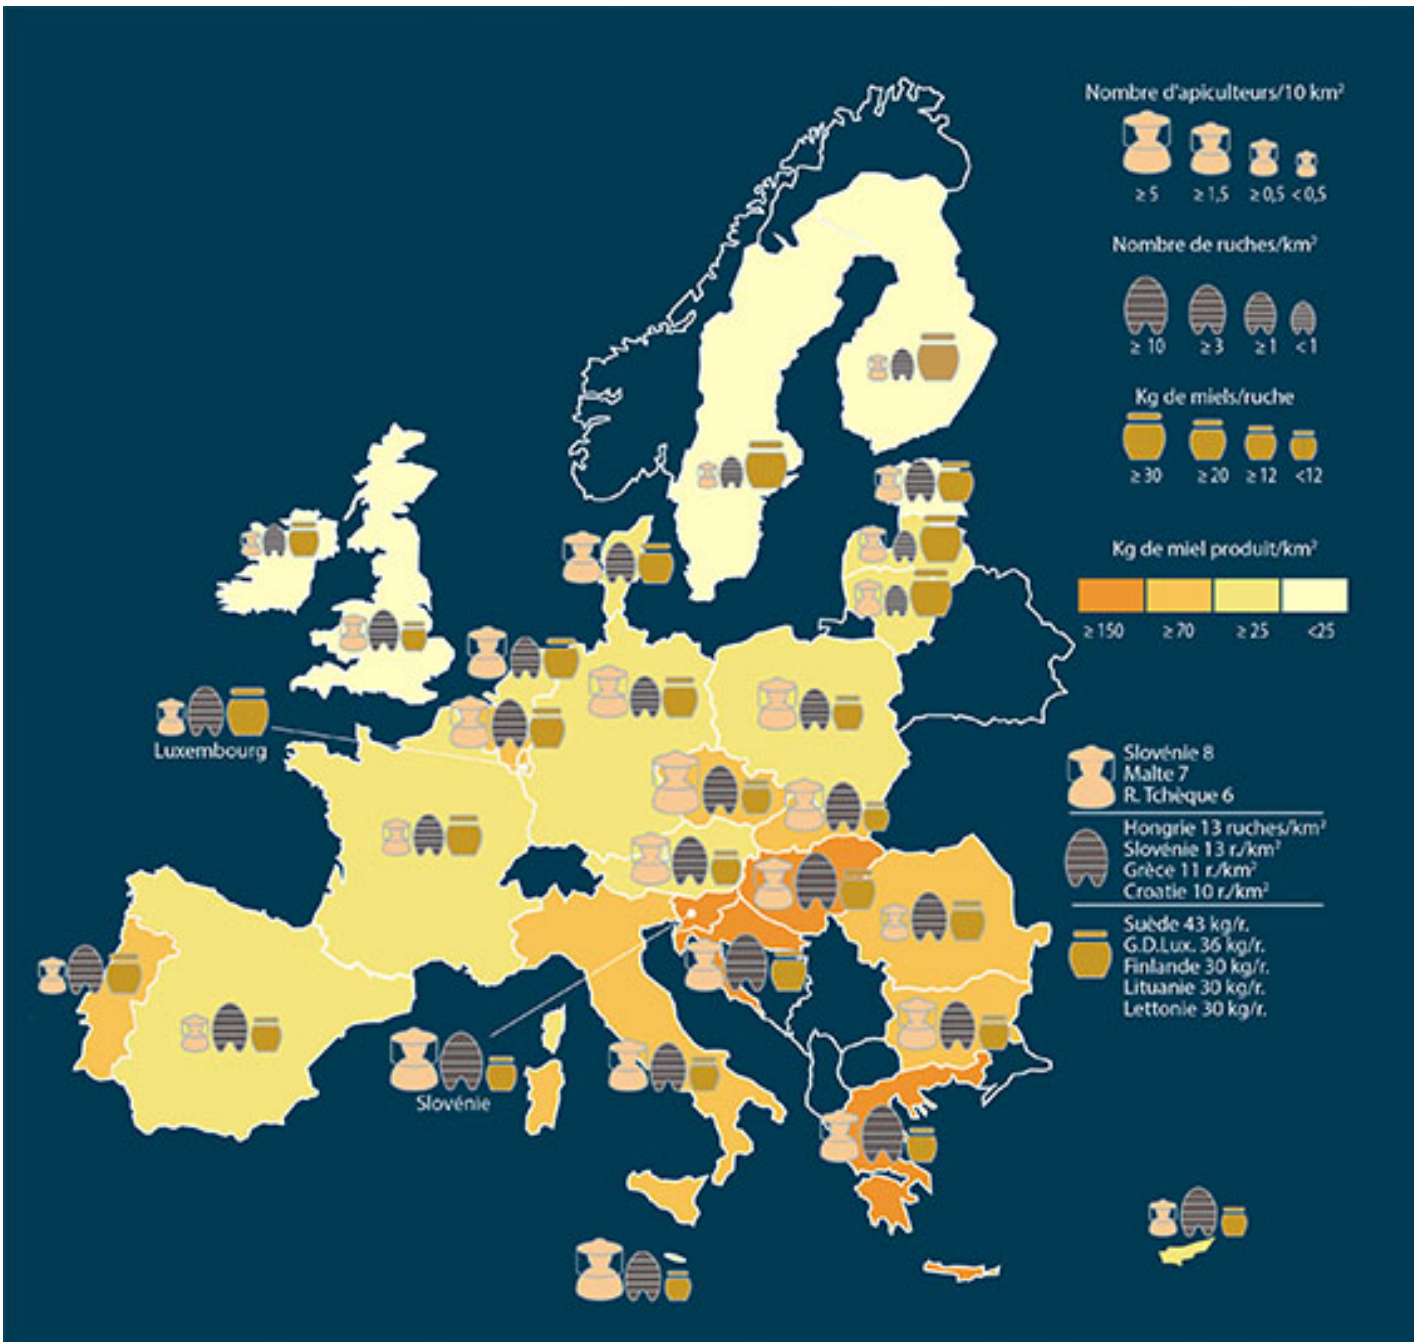 Nombre d'apiculteurs/10 km²
≥ 5 ≥ 1,5 ≥ 0,5 < 0,5
Nombre de ruches/km²
≥ 10 ≥ 3 ≥ 1 < 1
Kg de miels/ruche
≥ 30 ≥ 20 ≥ 12 <12
Kg de miel produit/km²
≥ 150 ≥ 70 ≥ 25 <25
Luxembourg
Slovénie 8
Malte 7
R. Tchèque 6
Hongrie 13 ruches/km²
Slovénie 13 r./km²
Grèce 11 r./km²
Croatie 10 r./km²
Suède 43 kg/r.
G.D.Lux. 36 kg/r.
Finlande 30 kg/r.
Lituanie 30 kg/r.
Lettonie 30 kg/r.
Slovénie